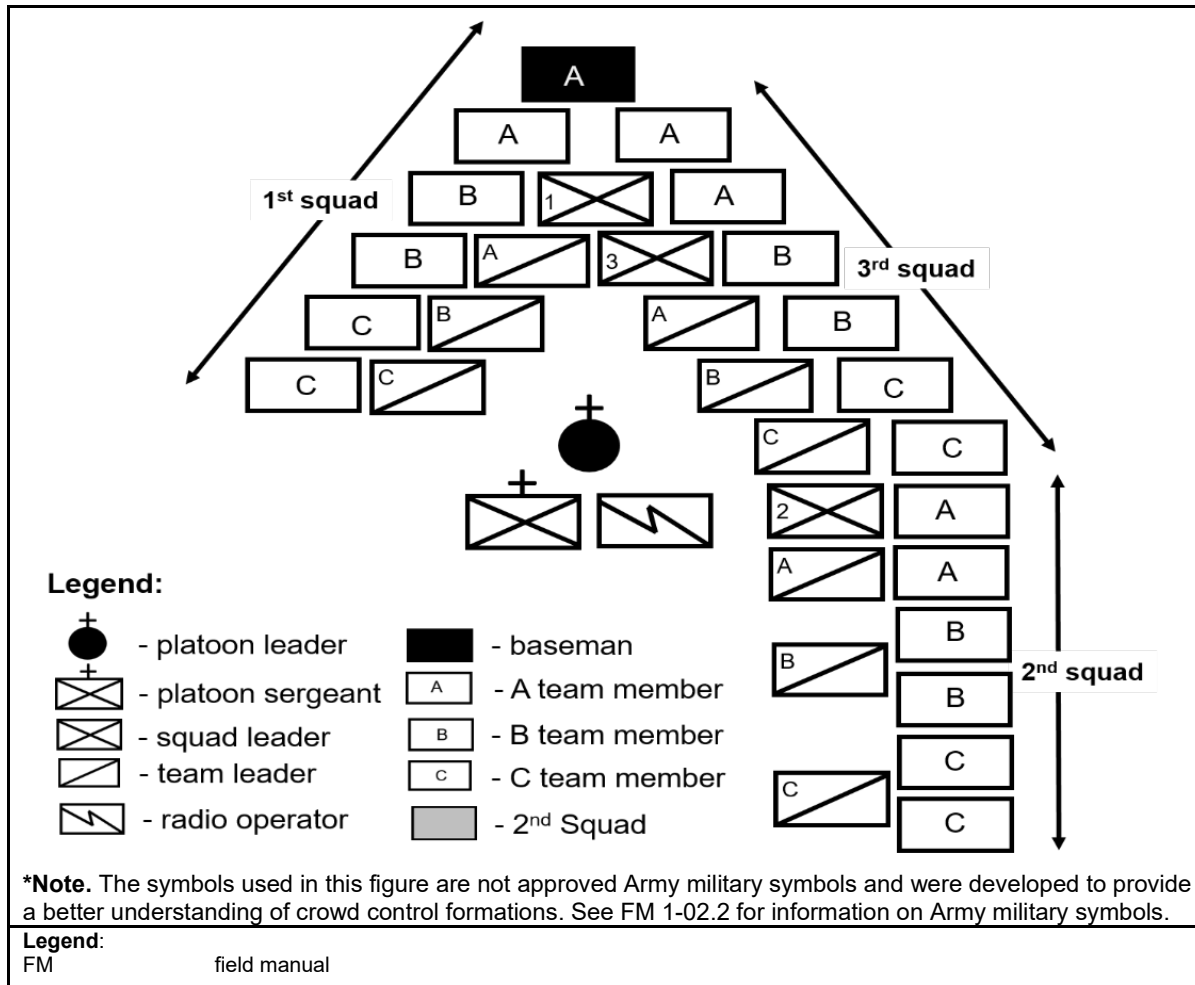 A
A A
1st squad
B 1 A
B A 3 B
3rd squad
C B A B
C C B C
C C
2 A
A A
Legend:
B
- platoon leader - baseman
B
2nd squad
- platoon sergeant A - A team member
B
- squad leader B - B team member
C
- team leader C - C team member
C
- radio operator - 2nd Squad
C
*Note. The symbols used in this figure are not approved Army military symbols and were developed to provide
a better understanding of crowd control formations. See FM 1-02.2 for information on Army military symbols.
Legend:
FM field manual